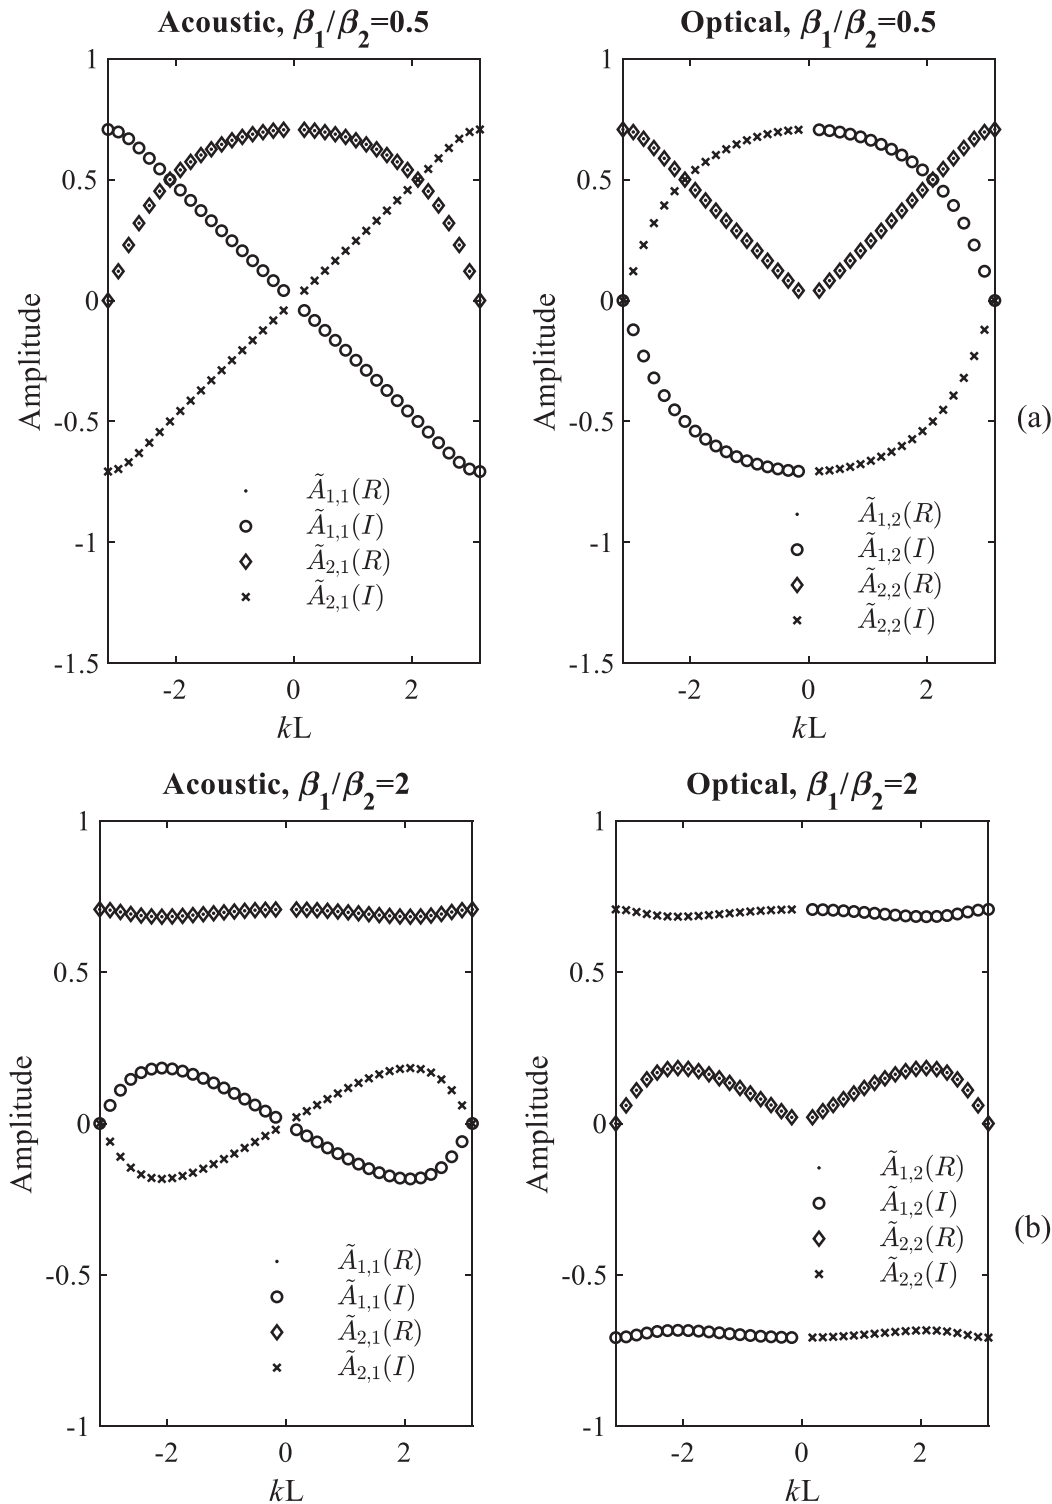 Acoustic, β₁/β₂=0.5
1
0.5
0
-0.5
-1
-1.5
Amplitude
-2
0
2
kL
Ã₁,₁(R)
Ã₁,₁(I)
Ã₂,₁(R)
Ã₂,₁(I)
Optical, β₁/β₂=0.5
1
0.5
0
-0.5
-1
-1.5
Amplitude
-2
0
2
kL
Ã₁,₂(R)
Ã₁,₂(I)
Ã₂,₂(R)
Ã₂,₂(I)
(a)
Acoustic, β₁/β₂=2
1
0.5
0
-0.5
-1
Amplitude
-2
0
2
kL
Ã₁,₁(R)
Ã₁,₁(I)
Ã₂,₁(R)
Ã₂,₁(I)
Optical, β₁/β₂=2
1
0.5
0
-0.5
-1
Amplitude
-2
0
2
kL
Ã₁,₂(R)
Ã₁,₂(I)
Ã₂,₂(R)
Ã₂,₂(I)
(b)